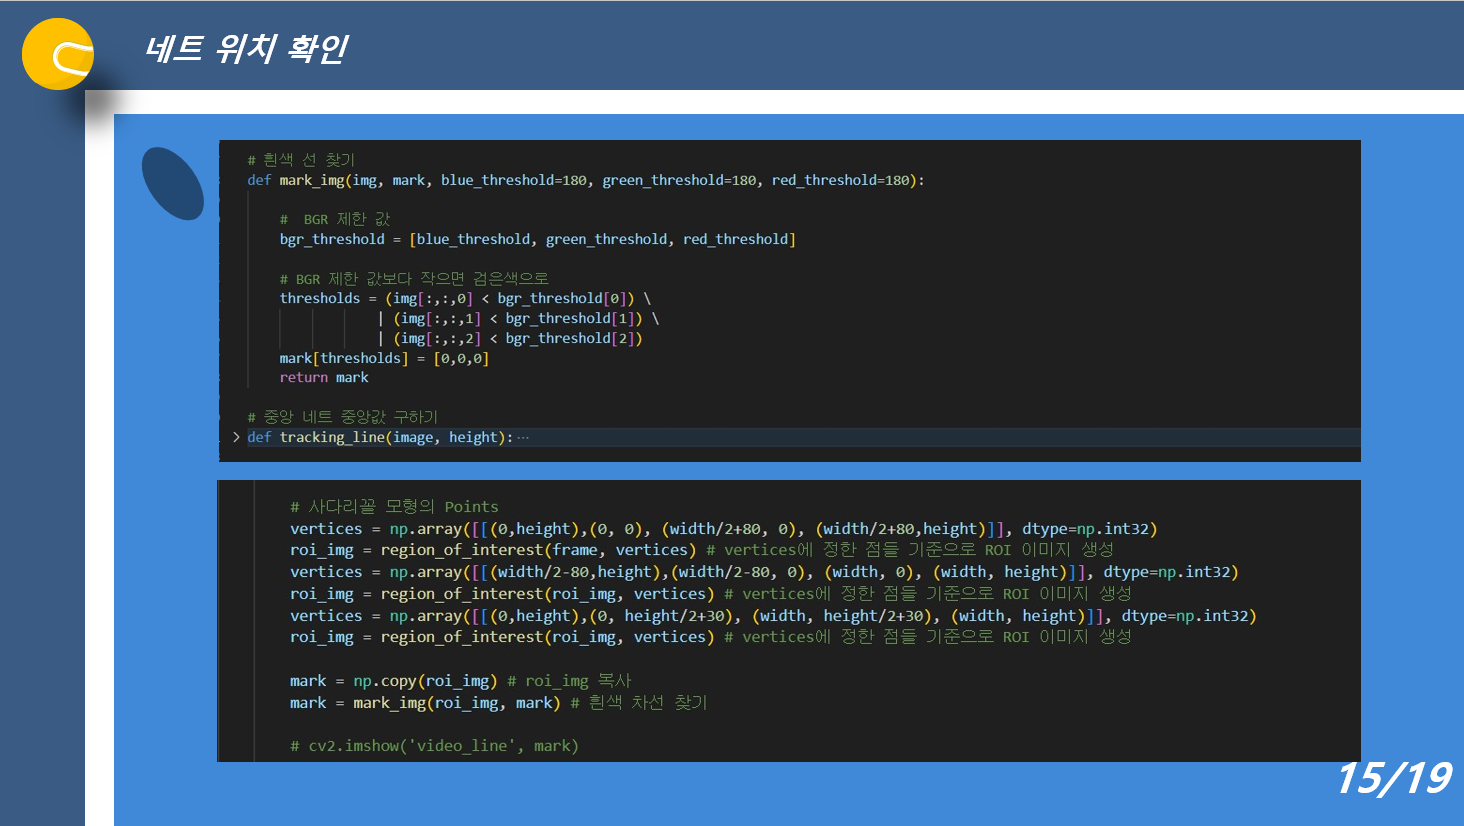 네트 위치 확인
# 흰색 선 찾기
def mark_img(img, mark, blue_threshold=180, green_threshold=180, red_threshold=180):
#  BGR 제한 값
bgr_threshold = [blue_threshold, green_threshold, red_threshold]
# BGR 제한 값보다 작으면 검은색으로
thresholds = (img[:,:,0] < bgr_threshold[0]) \
| (img[:,:,1] < bgr_threshold[1]) \
| (img[:,:,2] < bgr_threshold[2])
mark[thresholds] = [0,0,0]
return mark
# 중앙 네트 중앙값 구하기
def tracking_line(image, height):···
# 사다리꼴 모형의 Points
vertices = np.array([[(0,height),(0, 0), (width/2+80, 0), (width/2+80,height)]], dtype=np.int32)
roi_img = region_of_interest(frame, vertices) # vertices에 정한 점들 기준으로 ROI 이미지 생성
vertices = np.array([[(width/2-80,height),(width/2-80, 0), (width, 0), (width, height)]], dtype=np.int32)
roi_img = region_of_interest(roi_img, vertices) # vertices에 정한 점들 기준으로 ROI 이미지 생성
vertices = np.array([[(0,height),(0, height/2+30), (width, height/2+30), (width, height)]], dtype=np.int32)
roi_img = region_of_interest(roi_img, vertices) # vertices에 정한 점들 기준으로 ROI 이미지 생성
mark = np.copy(roi_img) # roi_img 복사
mark = mark_img(roi_img, mark) # 흰색 차선 찾기
# cv2.imshow('video_line', mark)
15/19